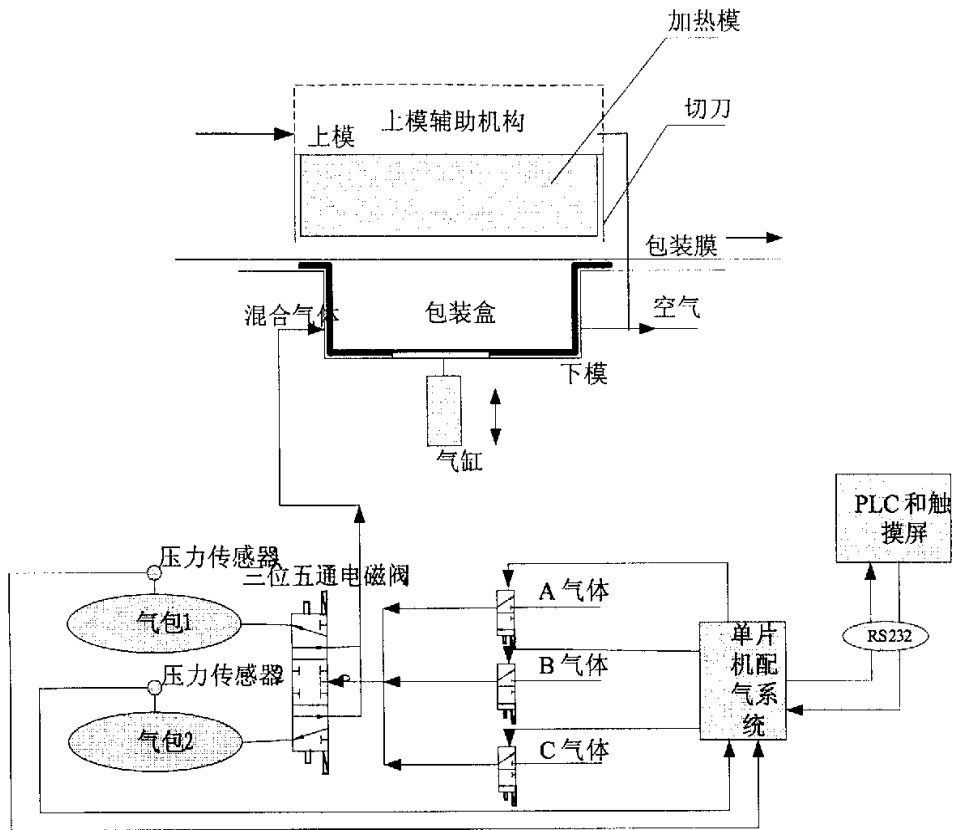 加热模
上模辅助机构
切刀
上模
包装膜
混合气体
包装盒
空气
下模
气缸
PLC 和触
摸屏
压力传感器
三位五通电磁阀
A 气体
气包1
单片
机配
气系
统
RS232
B 气体
压力传感器
P
气包2
C 气体